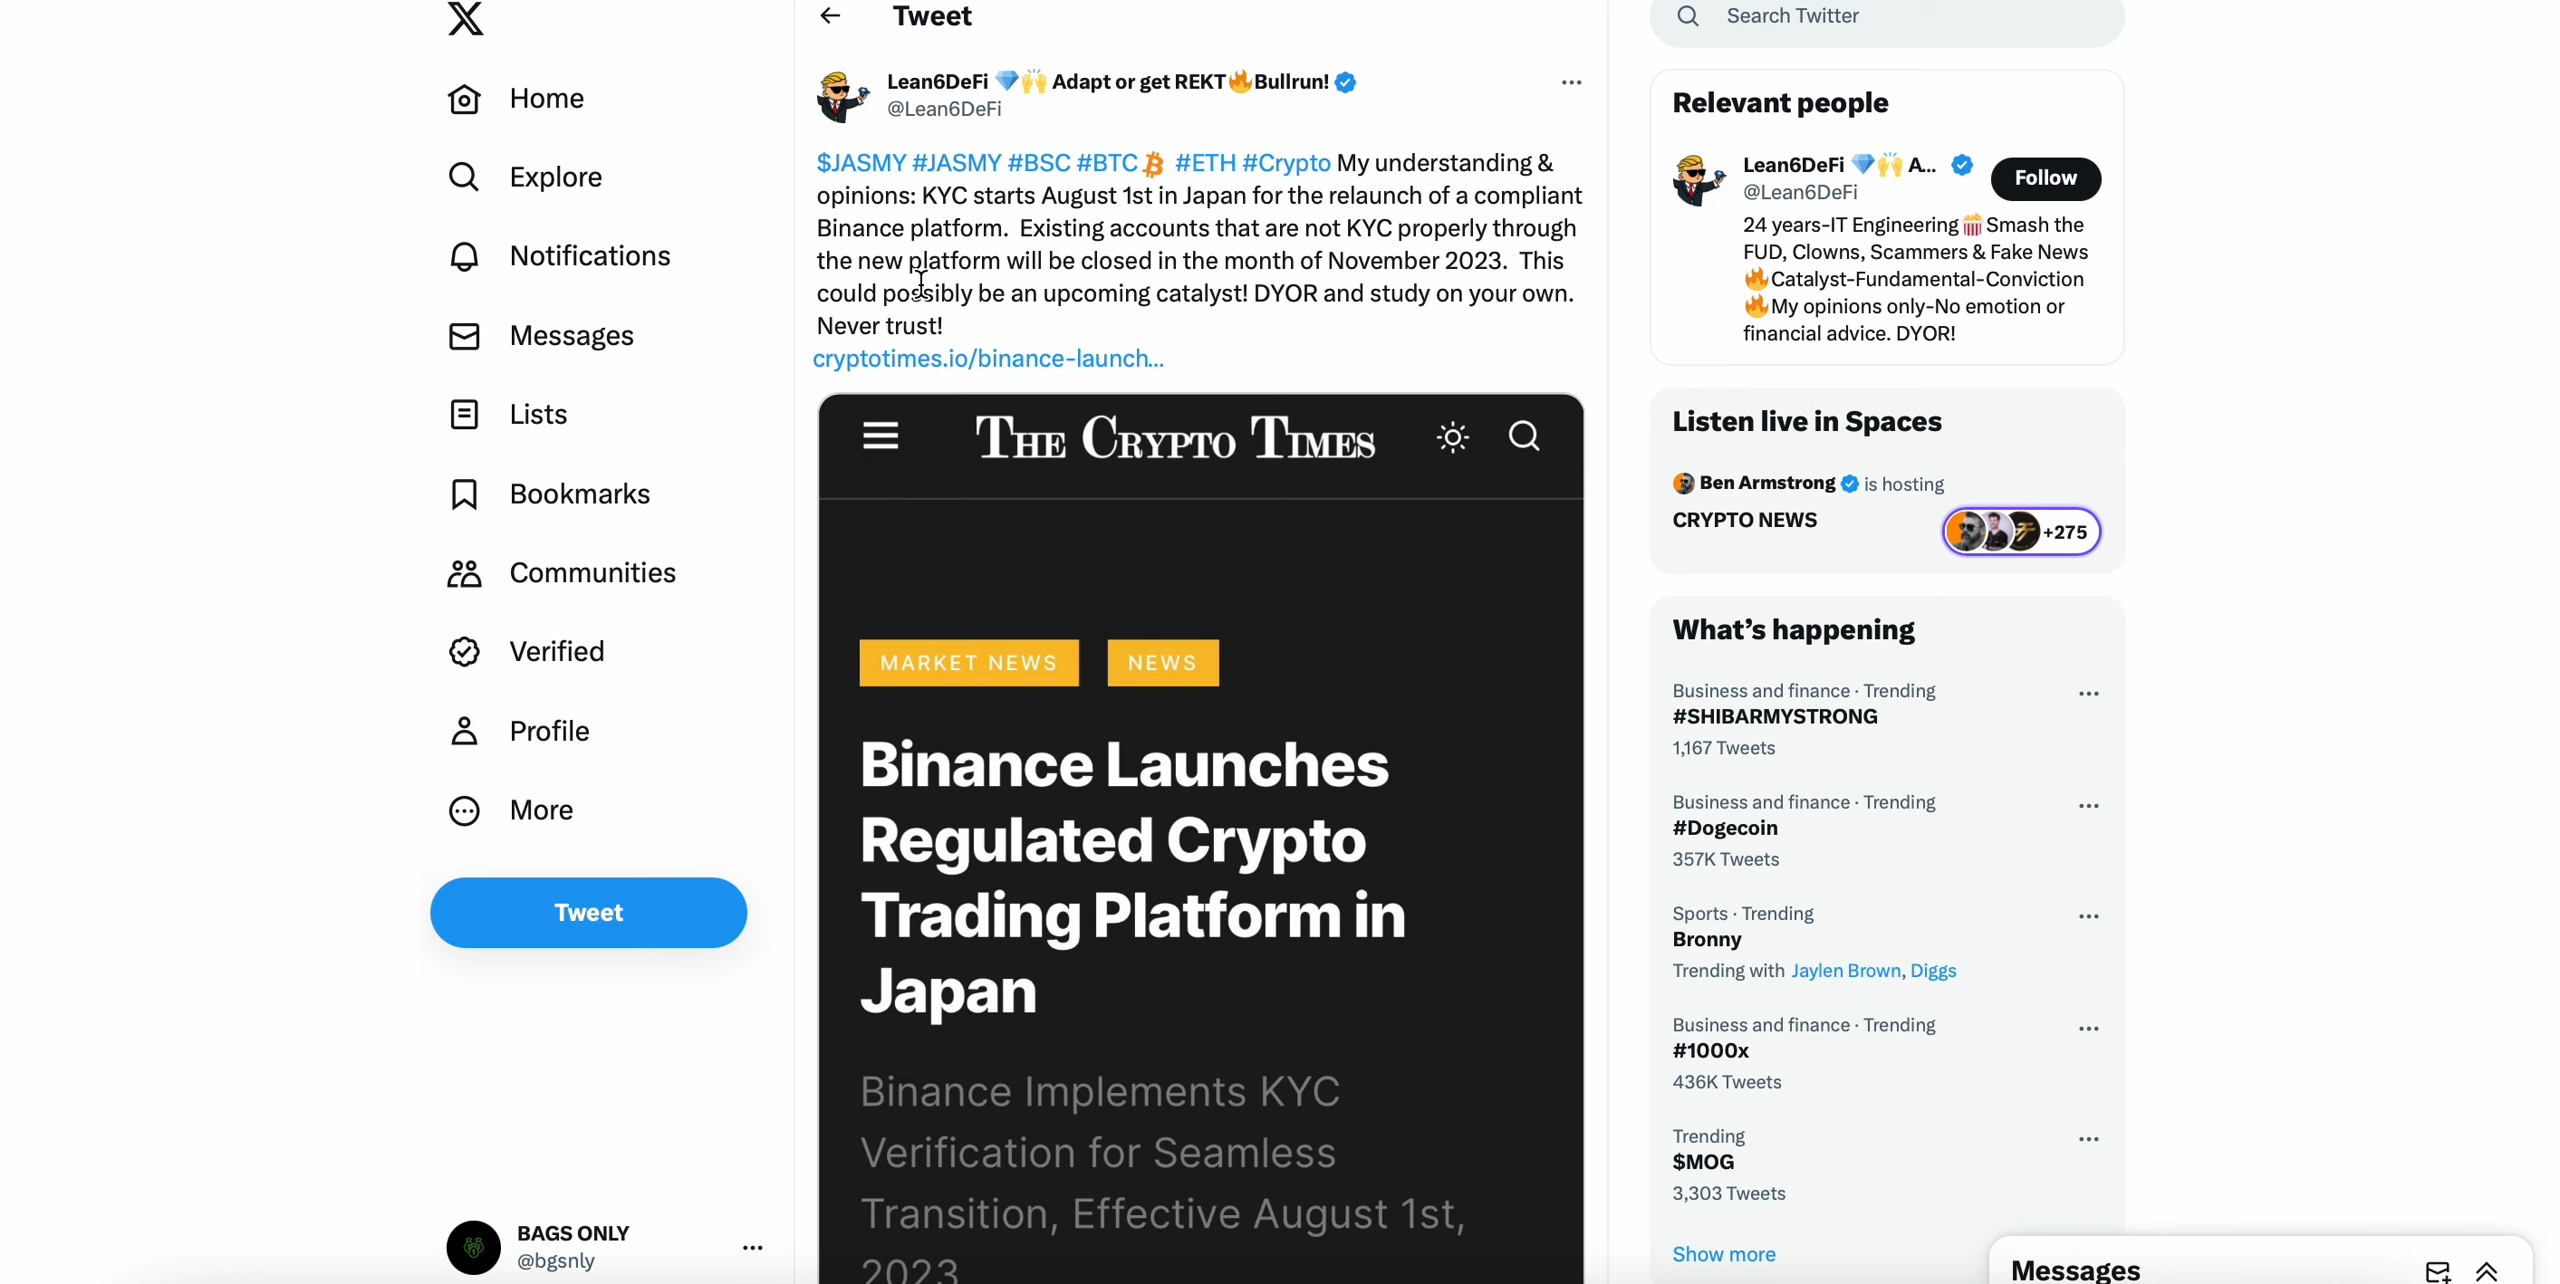 Home
Explore
Notifications
Messages
Lists
Bookmarks
Communities
Verified
Profile
More
Tweet
BAGS ONLY
@bgsnly
Tweet
Lean6DeFi 💎🙌 Adapt or get REKT🔥Bullrun!
@Lean6DeFi
$JASMY #JASMY #BSC #BTC #ETH #Crypto My understanding &
opinions: KYC starts August 1st in Japan for the relaunch of a compliant
Binance platform.  Existing accounts that are not KYC properly through
the new platform will be closed in the month of November 2023.  This
could possibly be an upcoming catalyst! DYOR and study on your own.
Never trust!
cryptotimes.io/binance-launch…
THE CRYPTO TIMES
MARKET NEWS NEWS
Binance Launches
Regulated Crypto
Trading Platform in
Japan
Binance Implements KYC
Verification for Seamless
Transition, Effective August 1st,
2023
Search Twitter
Relevant people
Lean6DeFi 💎🙌 A...
@Lean6DeFi
Follow
24 years-IT Engineering🍿Smash the
FUD, Clowns, Scammers & Fake News
🔥Catalyst-Fundamental-Conviction
🔥My opinions only-No emotion or
financial advice. DYOR!
Listen live in Spaces
Ben Armstrong is hosting
CRYPTO NEWS
+275
What's happening
Business and finance · Trending
#SHIBARMYSTRONG
1,167 Tweets
Business and finance · Trending
#Dogecoin
357K Tweets
Sports · Trending
Bronny
Trending with Jaylen Brown, Diggs
Business and finance · Trending
#1000x
436K Tweets
Trending
$MOG
3,303 Tweets
Show more
Messages